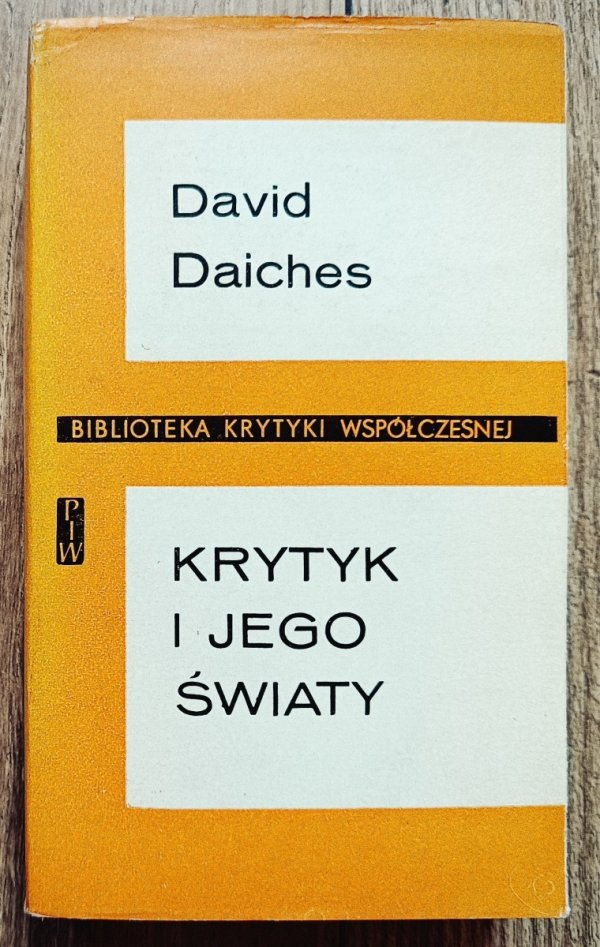 David
Daiches
BIBLIOTEKA KRYTYKI WSPÓŁCZESNEJ
PIW
KRYTYK
I JEGO
ŚWIATY